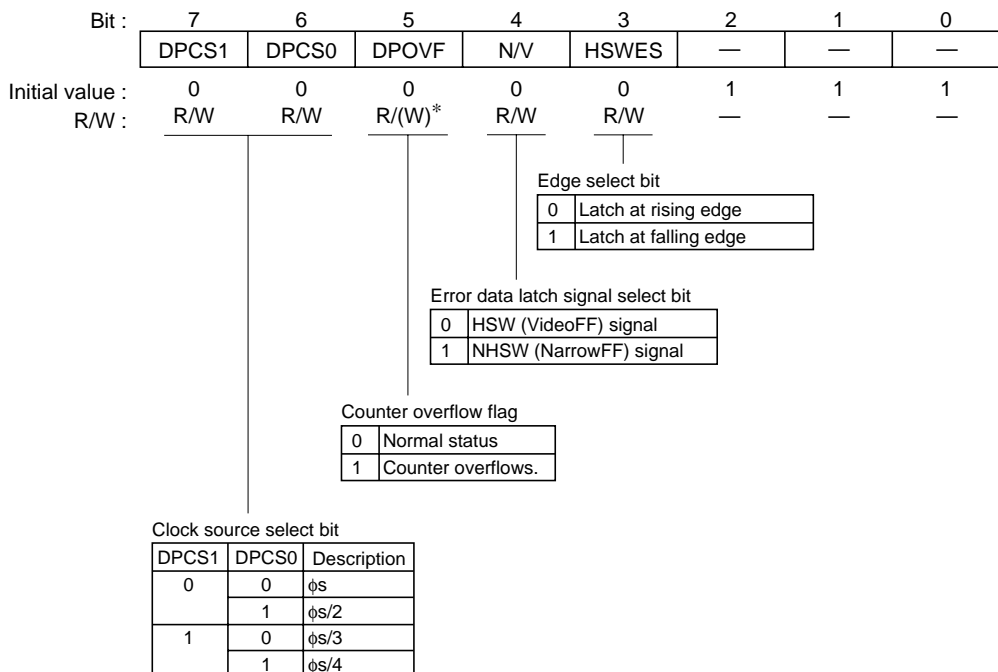 Bit : 7 6 5 4 3 2 1 0
DPCS1 DPCS0 DPOVF N/V HSWES — — —
Initial value : 0 0 0 0 0 1 1 1
R/W : R/W R/W R/(W)* R/W R/W — — —
Edge select bit
0 Latch at rising edge
1 Latch at falling edge
Error data latch signal select bit
0 HSW (VideoFF) signal
1 NHSW (NarrowFF) signal
Counter overflow flag
0 Normal status
1 Counter overflows.
Clock source select bit
DPCS1 DPCS0 Description
0 0 ϕs
1 ϕs/2
1 0 ϕs/3
1 ϕs/4